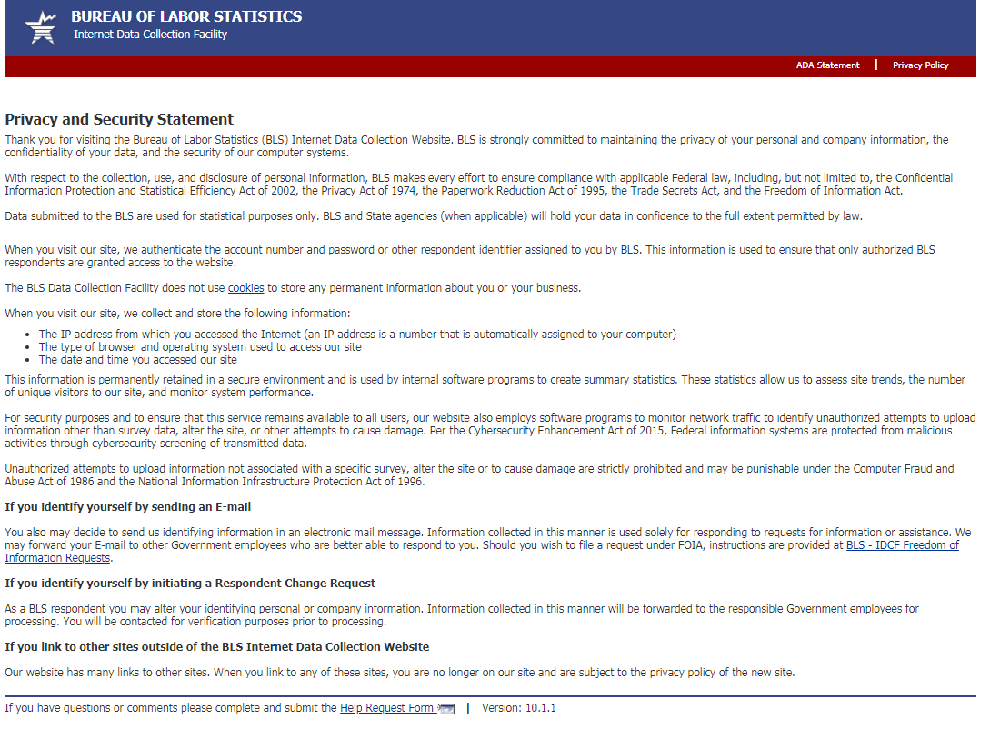 BUREAU OF LABOR STATISTICS
Internet Data Collection Facility
ADA Statement | Privacy Policy
Privacy and Security Statement
Thank you for visiting the Bureau of Labor Statistics (BLS) Internet Data Collection Website. BLS is strongly committed to maintaining the privacy of your personal and company information, the
confidentiality of your data, and the security of our computer systems.
With respect to the collection, use, and disclosure of personal information, BLS makes every effort to ensure compliance with applicable Federal law, including, but not limited to, the Confidential
Information Protection and Statistical Efficiency Act of 2002, the Privacy Act of 1974, the Paperwork Reduction Act of 1995, the Trade Secrets Act, and the Freedom of Information Act.
Data submitted to the BLS are used for statistical purposes only. BLS and State agencies (when applicable) will hold your data in confidence to the full extent permitted by law.
When you visit our site, we authenticate the account number and password or other respondent identifier assigned to you by BLS. This information is used to ensure that only authorized BLS
respondents are granted access to the website.
The BLS Data Collection Facility does not use cookies to store any permanent information about you or your business.
When you visit our site, we collect and store the following information:
• The IP address from which you accessed the Internet (an IP address is a number that is automatically assigned to your computer)
• The type of browser and operating system used to access our site
• The date and time you accessed our site
This information is permanently retained in a secure environment and is used by internal software programs to create summary statistics. These statistics allow us to assess site trends, the number
of unique visitors to our site, and monitor system performance.
For security purposes and to ensure that this service remains available to all users, our website also employs software programs to monitor network traffic to identify unauthorized attempts to upload
information other than survey data, alter the site, or other attempts to cause damage. Per the Cybersecurity Enhancement Act of 2015, Federal information systems are protected from malicious
activities through cybersecurity screening of transmitted data.
Unauthorized attempts to upload information not associated with a specific survey, alter the site or to cause damage are strictly prohibited and may be punishable under the Computer Fraud and
Abuse Act of 1986 and the National Information Infrastructure Protection Act of 1996.
If you identify yourself by sending an E-mail
You also may decide to send us identifying information in an electronic mail message. Information collected in this manner is used solely for responding to requests for information or assistance. We
may forward your E-mail to other Government employees who are better able to respond to you. Should you wish to file a request under FOIA, instructions are provided at BLS - IDCF Freedom of
Information Requests.
If you identify yourself by initiating a Respondent Change Request
As a BLS respondent you may alter your identifying personal or company information. Information collected in this manner will be forwarded to the responsible Government employees for
processing. You will be contacted for verification purposes prior to processing.
If you link to other sites outside of the BLS Internet Data Collection Website
Our website has many links to other sites. When you link to any of these sites, you are no longer on our site and are subject to the privacy policy of the new site.
If you have questions or comments please complete and submit the Help Request Form | Version: 10.1.1